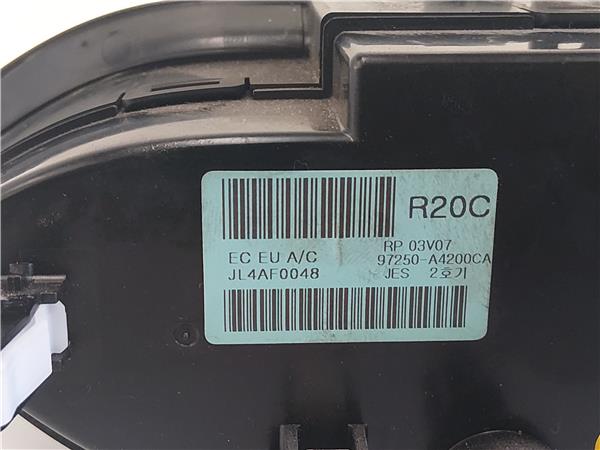 R20C
EC EU A/C RP 03V07
JL4AF0048 97250-A4200CA
JES 2호기